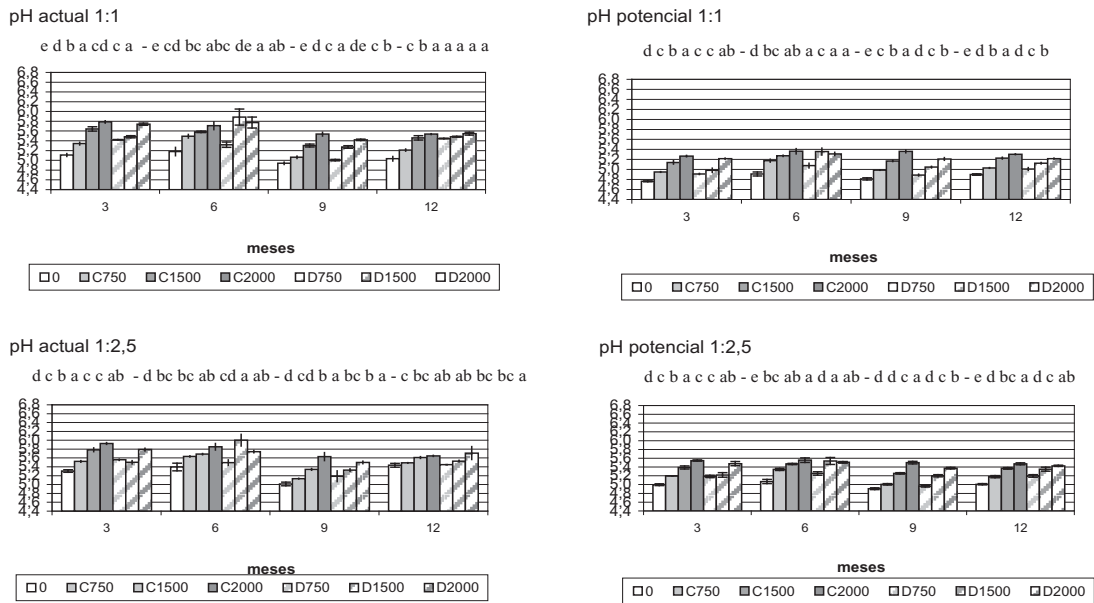 pH actual 1:1
e d b a cd c a - e cd bc abc de a ab - e d c a de c b - c b a a a a a
6,8
6,6
6,4
6,2
6,0
5,8
5,6
5,4
5,2
5,0
4,8
4,6
4,4
3 6 9 12
meses
0 C750 C1500 C2000 D750 D1500 D2000
pH potencial 1:1
d c b a c c ab - d bc ab a c a a - e c b a d c b - e d b a d c b
6,8
6,6
6,4
6,2
6,0
5,8
5,6
5,4
5,2
5,0
4,8
4,6
4,4
3 6 9 12
meses
0 C750 C1500 C2000 D750 D1500 D2000
pH actual 1:2,5
d c b a c c ab - d bc bc ab cd a ab - d cd b a bc b a - c bc ab ab bc bc a
6,8
6,6
6,4
6,2
6,0
5,8
5,6
5,4
5,2
5,0
4,8
4,6
4,4
3 6 9 12
meses
0 C750 C1500 C2000 D750 D1500 D2000
pH potencial 1:2,5
d c b a c c ab - e bc ab a d a ab - d d c a d c b - e d bc a d c ab
6,8
6,6
6,4
6,2
6,0
5,8
5,6
5,4
5,2
5,0
4,8
4,6
4,4
3 6 9 12
meses
0 C750 C1500 C2000 D750 D1500 D2000